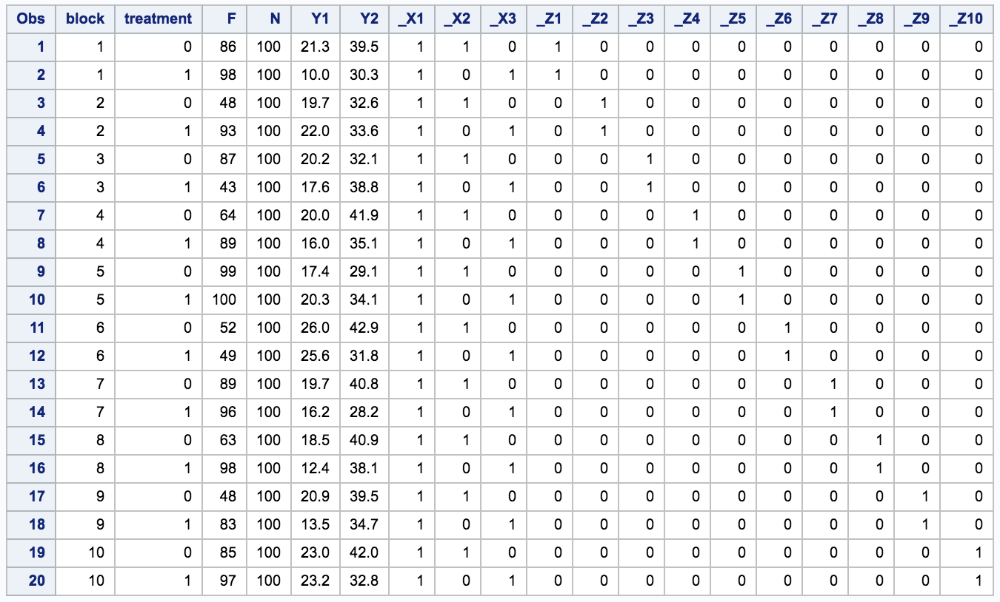 Obs block treatment F N Y1 Y2 _X1 _X2 _X3 _Z1 _Z2 _Z3 _Z4 _Z5 _Z6 _Z7 _Z8 _Z9 _Z10
1 1 0 86 100 21.3 39.5 1 1 0 1 0 0 0 0 0 0 0 0 0
2 1 1 98 100 10.0 30.3 1 0 1 1 0 0 0 0 0 0 0 0 0
3 2 0 48 100 19.7 32.6 1 1 0 0 1 0 0 0 0 0 0 0 0
4 2 1 93 100 22.0 33.6 1 0 1 0 1 0 0 0 0 0 0 0 0
5 3 0 87 100 20.2 32.1 1 1 0 0 0 1 0 0 0 0 0 0 0
6 3 1 43 100 17.6 38.8 1 0 1 0 0 1 0 0 0 0 0 0 0
7 4 0 64 100 20.0 41.9 1 1 0 0 0 0 1 0 0 0 0 0 0
8 4 1 89 100 16.0 35.1 1 0 1 0 0 0 1 0 0 0 0 0 0
9 5 0 99 100 17.4 29.1 1 1 0 0 0 0 0 1 0 0 0 0 0
10 5 1 100 100 20.3 34.1 1 0 1 0 0 0 0 1 0 0 0 0 0
11 6 0 52 100 26.0 42.9 1 1 0 0 0 0 0 0 1 0 0 0 0
12 6 1 49 100 25.6 31.8 1 0 1 0 0 0 0 0 1 0 0 0 0
13 7 0 89 100 19.7 40.8 1 1 0 0 0 0 0 0 0 1 0 0 0
14 7 1 96 100 16.2 28.2 1 0 1 0 0 0 0 0 0 1 0 0 0
15 8 0 63 100 18.5 40.9 1 1 0 0 0 0 0 0 0 0 1 0 0
16 8 1 98 100 12.4 38.1 1 0 1 0 0 0 0 0 0 0 1 0 0
17 9 0 48 100 20.9 39.5 1 1 0 0 0 0 0 0 0 0 0 1 0
18 9 1 83 100 13.5 34.7 1 0 1 0 0 0 0 0 0 0 0 1 0
19 10 0 85 100 23.0 42.0 1 1 0 0 0 0 0 0 0 0 0 0 1
20 10 1 97 100 23.2 32.8 1 0 1 0 0 0 0 0 0 0 0 0 1